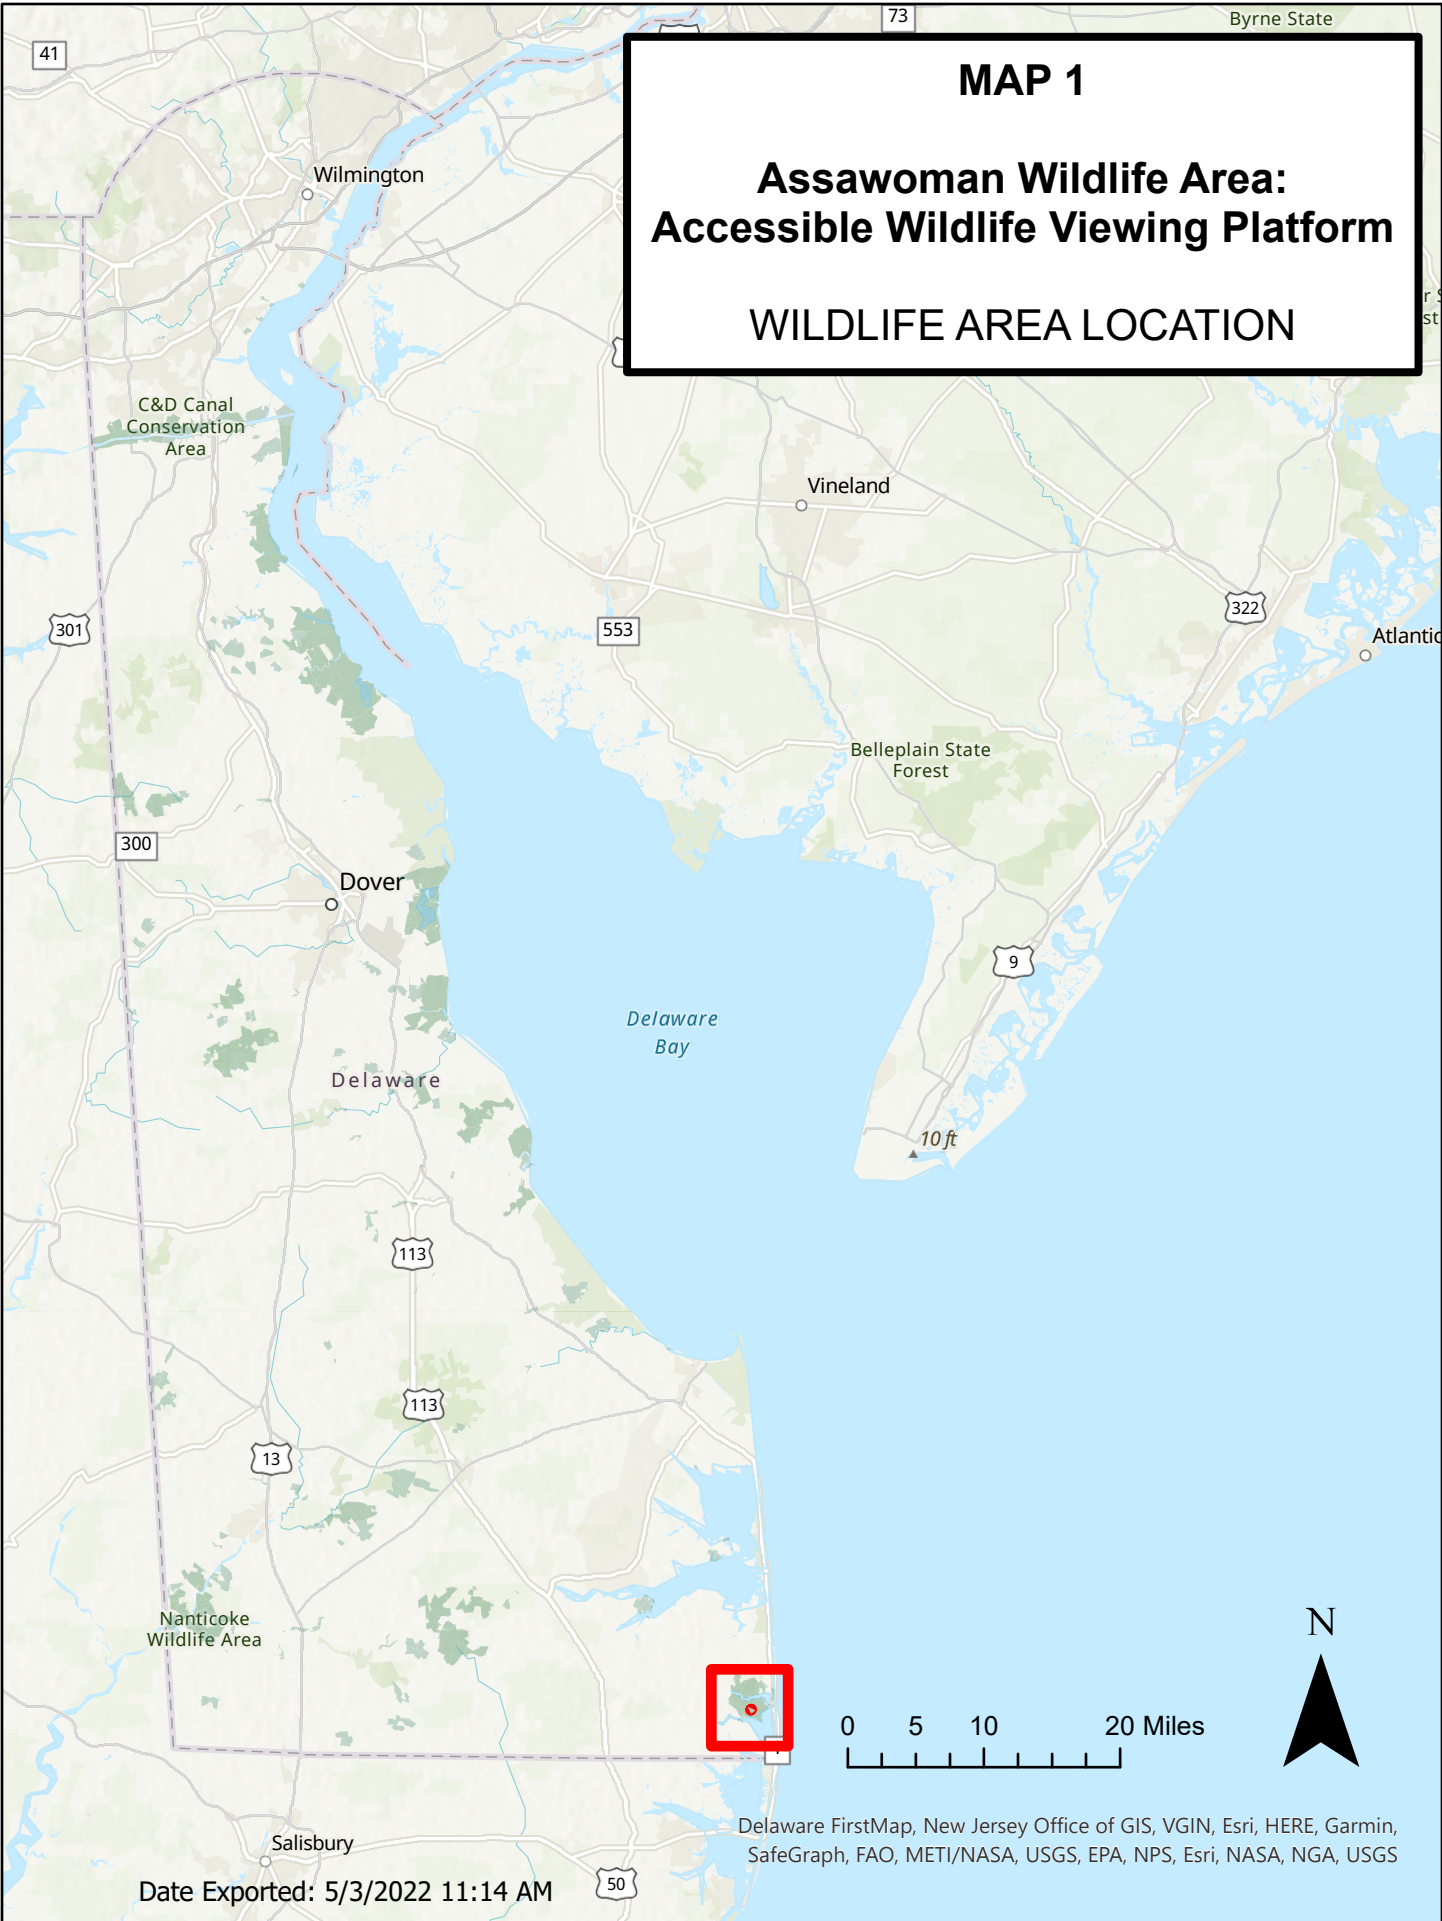 73
Byrne State
41
MAP 1
Assawoman Wildlife Area:
Accessible Wildlife Viewing Platform
WILDLIFE AREA LOCATION
Wilmington
C&D Canal
Conservation
Area
Vineland
322
301
553
Atlantic
Belleplain State
Forest
300
Dover
9
Delaware
Bay
Delaware
10 ft
113
113
13
Nanticoke
Wildlife Area
N
0 5 10 20 Miles
Delaware FirstMap, New Jersey Office of GIS, VGIN, Esri, HERE, Garmin,
SafeGraph, FAO, METI/NASA, USGS, EPA, NPS, Esri, NASA, NGA, USGS
Salisbury
50
Date Exported: 5/3/2022 11:14 AM